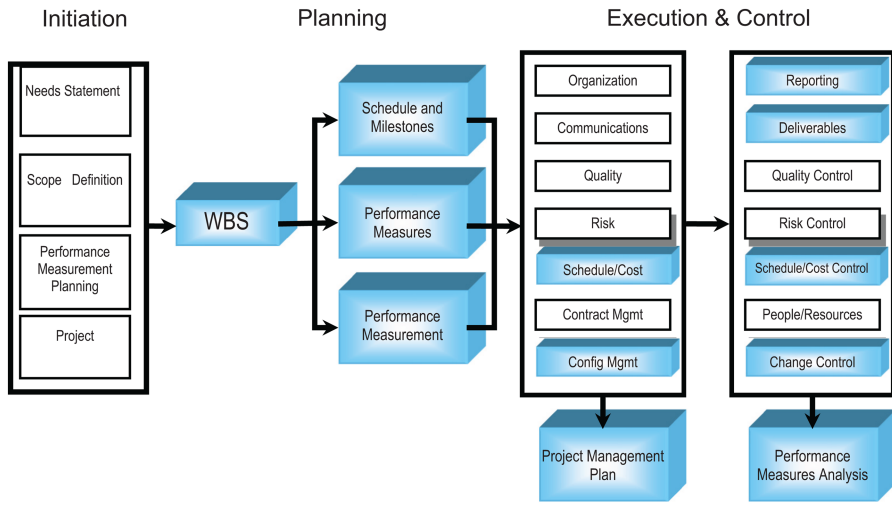 Initiation
Planning
Execution & Control
Needs Statement
Scope Definition
Performance
Measurement
Planning
Project
WBS
Schedule and
Milestones
Performance
Measures
Performance
Measurement
Organization
Communications
Quality
Risk
Schedule/Cost
Contract Mgmt
Config Mgmt
Project Management
Plan
Reporting
Deliverables
Quality Control
Risk Control
Schedule/Cost Control
People/Resources
Change Control
Performance
Measures Analysis